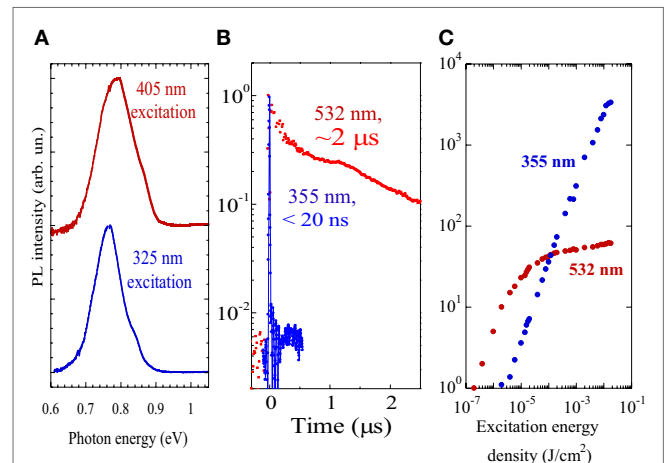 A
B
C
PL intensity (arb. un.)
405 nm
excitation
325 nm
excitation
0.6 0.7 0.8 0.9 1
Photon energy (eV)
10⁰
10⁻¹
10⁻²
532 nm,
~2 μs
355 nm,
< 20 ns
0 1 2
Time (μs)
10⁴
10³
10²
10¹
10⁰
355 nm
532 nm
10⁻⁷ 10⁻⁵ 10⁻³ 10⁻¹
Excitation energy
density (J/cm²)